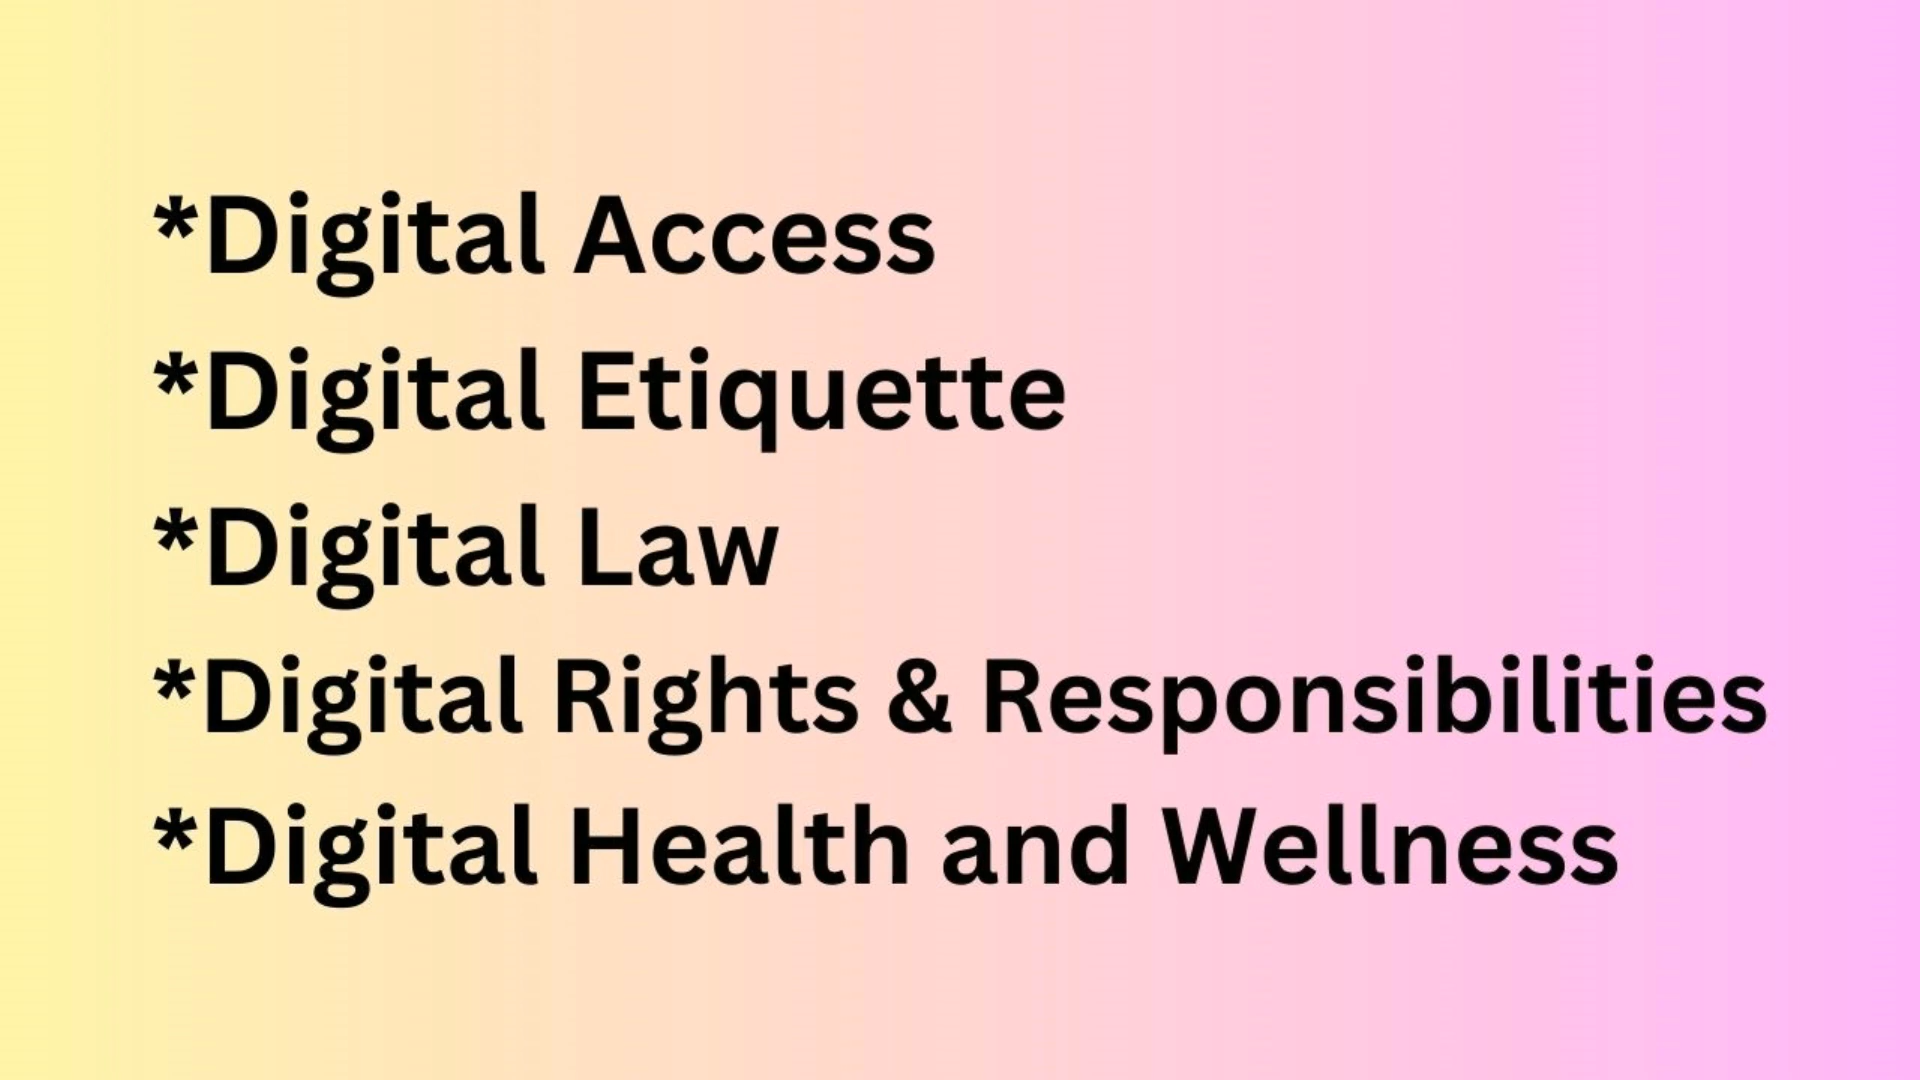 *Digital Access
*Digital Etiquette
*Digital Law
*Digital Rights & Responsibilities
*Digital Health and Wellness